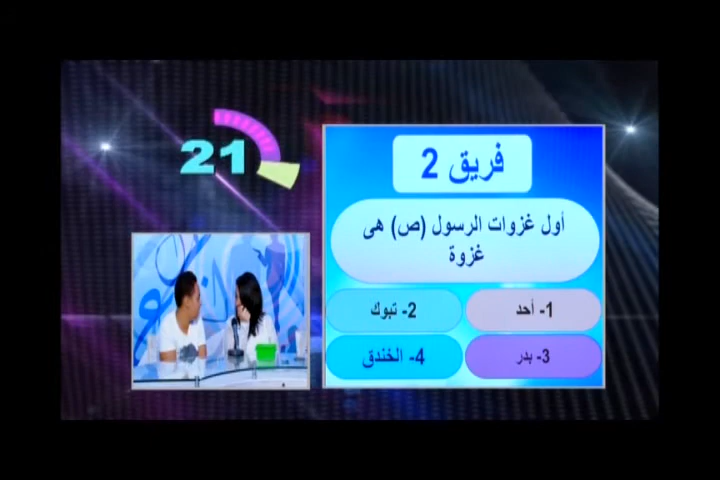 21
فريق 2
أول غزوات الرسول (ص) هى
غزوة
1- أحد
2- تبوك
3- بدر
4- الخندق